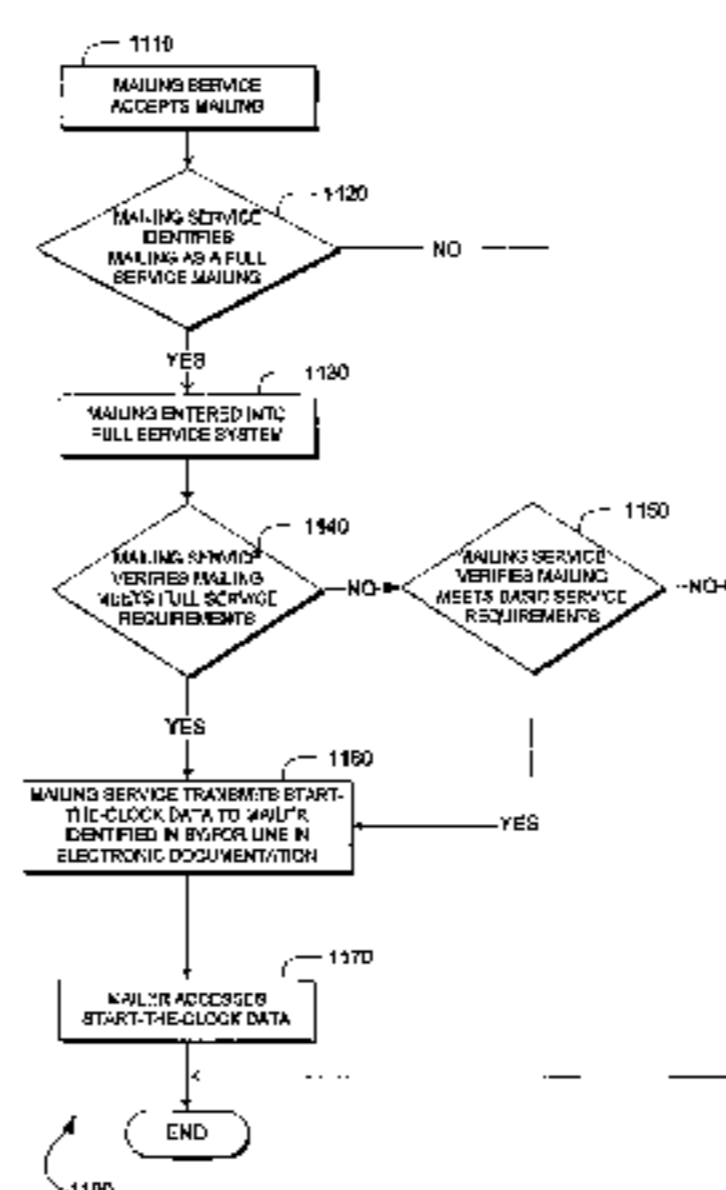 1110
MAILING SERVICE
ACCEPTS MAILING
1120
MAILING SERVICE
IDENTIFIES
MAILING AS A FULL
SERVICE MAILING
NO
YES
1130
MAILING ENTERED INTO
FULL SERVICE SYSTEM
1140
MAILING SERVICE
VERIFIES MAILING
MEETS FULL SERVICE
REQUIREMENTS
NO
1150
MAILING SERVICE
VERIFIES MAILING
MEETS BASIC SERVICE
REQUIREMENTS
NO
YES
1160
MAILING SERVICE TRANSMITS START-
THE-CLOCK DATA TO MAILER
IDENTIFIED IN BY/FOR LINE IN
ELECTRONIC DOCUMENTATION
YES
1170
MAILER ACCESSES
START-THE-CLOCK DATA
END